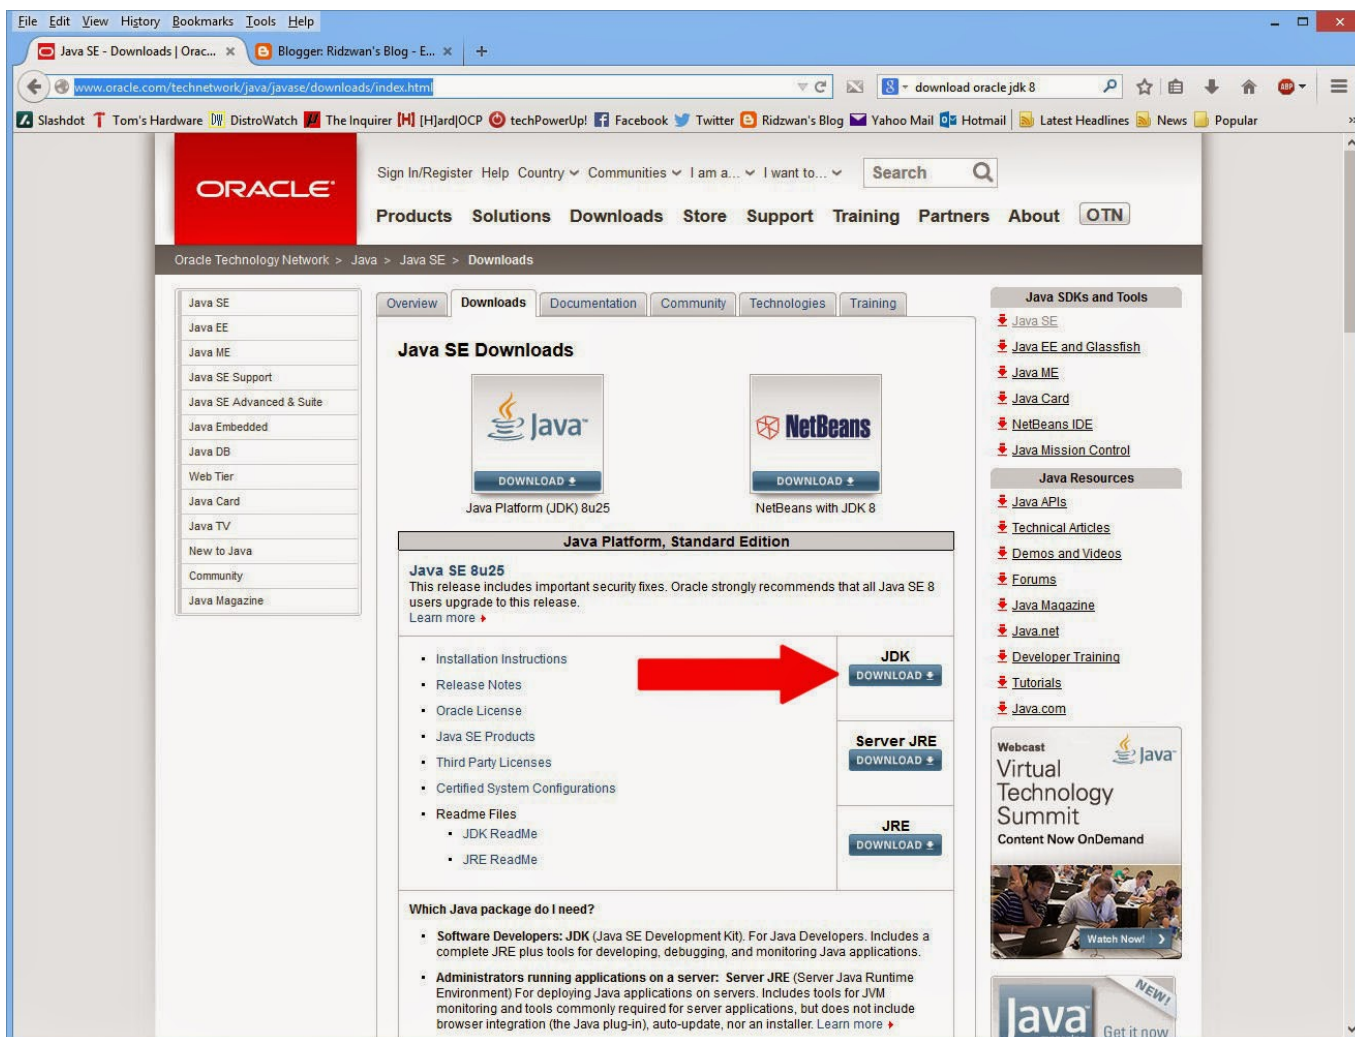 File Edit View History Bookmarks Tools Help
Java SE - Downloads | Orac...
Blogger: Ridzwan's Blog - E...
www.oracle.com/technetwork/java/javase/downloads/index.html
download oracle jdk 8
ABP
Slashdot Tom's Hardware DW DistroWatch The Inquirer [H] [H]ard|OCP techPowerUp! Facebook Twitter Ridzwan's Blog Yahoo Mail Hotmail Latest Headlines News Popular
ORACLE
Sign In/Register Help Country Communities I am a... I want to... Search
Products Solutions Downloads Store Support Training Partners About OTN
Oracle Technology Network > Java > Java SE > Downloads
Java SE
Java EE
Java ME
Java SE Support
Java SE Advanced & Suite
Java Embedded
Java DB
Web Tier
Java Card
Java TV
New to Java
Community
Java Magazine
Overview Downloads Documentation Community Technologies Training
Java SE Downloads
Java™
DOWNLOAD
Java Platform (JDK) 8u25
NetBeans
DOWNLOAD
NetBeans with JDK 8
Java Platform, Standard Edition
Java SE 8u25
This release includes important security fixes. Oracle strongly recommends that all Java SE 8
users upgrade to this release.
Learn more
Installation Instructions
Release Notes
Oracle License
Java SE Products
Third Party Licenses
Certified System Configurations
Readme Files
JDK ReadMe
JRE ReadMe
JDK
DOWNLOAD
Server JRE
DOWNLOAD
JRE
DOWNLOAD
Which Java package do I need?
Software Developers: JDK (Java SE Development Kit). For Java Developers. Includes a
complete JRE plus tools for developing, debugging, and monitoring Java applications.
Administrators running applications on a server: Server JRE (Server Java Runtime
Environment) For deploying Java applications on servers. Includes tools for JVM
monitoring and tools commonly required for server applications, but does not include
browser integration (the Java plug-in), auto-update, nor an installer. Learn more
Java SDKs and Tools
Java SE
Java EE and Glassfish
Java ME
Java Card
NetBeans IDE
Java Mission Control
Java Resources
Java APIs
Technical Articles
Demos and Videos
Forums
Java Magazine
Java.net
Developer Training
Tutorials
Java.com
Webcast
Java™
Virtual
Technology
Summit
Content Now OnDemand
Watch Now!
NEW!
Java
Get it now